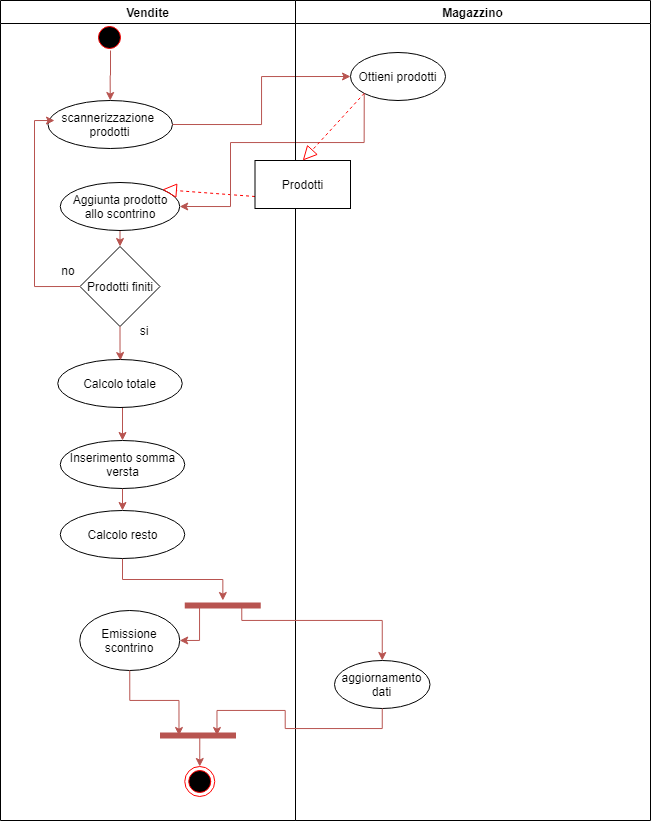 Vendite
Magazzino
Ottieni prodotti
scannerizzazione
prodotti
Prodotti
Aggiunta prodotto
allo scontrino
no
Prodotti finiti
si
Calcolo totale
Inserimento somma
versta
Calcolo resto
Emissione
scontrino
aggiornamento
dati